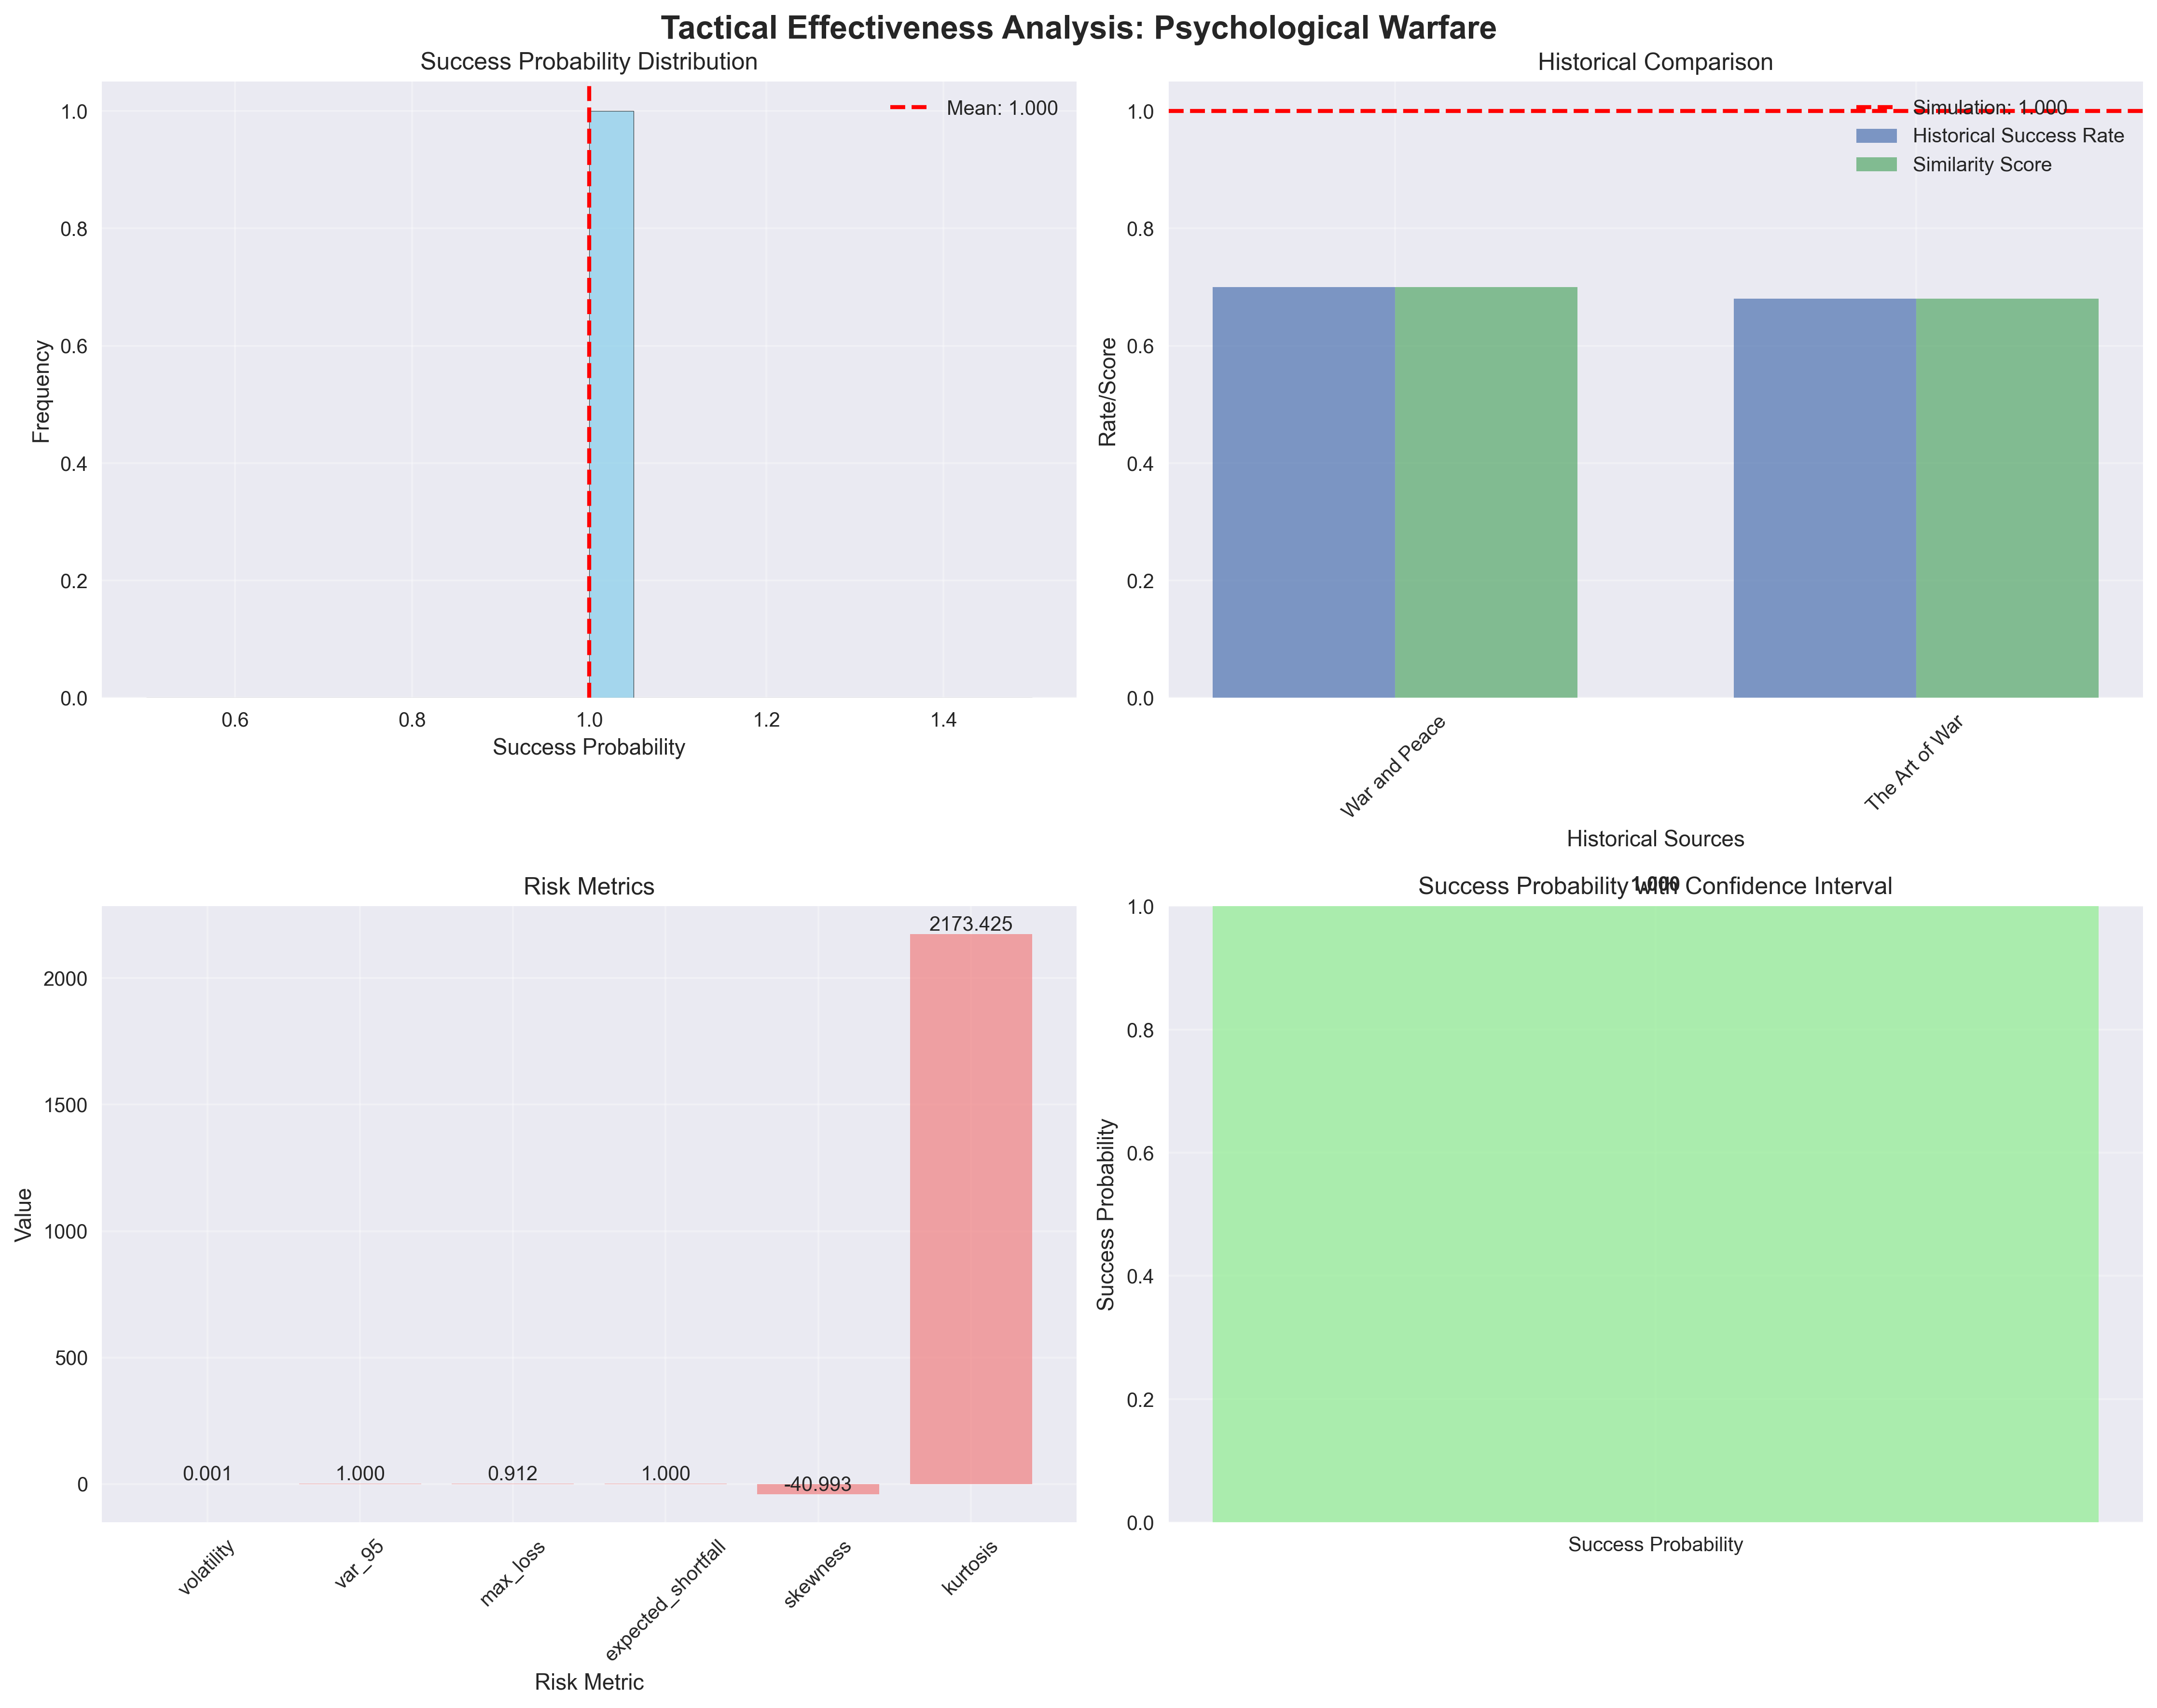 Tactical Effectiveness Analysis: Psychological Warfare
Success Probability Distribution
Mean: 1.000
1.0
0.8
0.6
0.4
0.2
0.0
Frequency
0.6
0.8
1.0
1.2
1.4
Success Probability
Historical Comparison
Simulation: 1.000
Historical Success Rate
Similarity Score
1.0
0.8
0.6
0.4
0.2
0.0
Rate/Score
War and Peace
The Art of War
Historical Sources
Risk Metrics
2173.425
2000
1500
1000
500
0
Value
0.001
1.000
0.912
1.000
-40.993
volatility
var_95
max_loss
expected_shortfall
skewness
kurtosis
Risk Metric
Success Probability with Confidence Interval
1.000
1.0
0.8
0.6
0.4
0.2
0.0
Success Probability
Success Probability